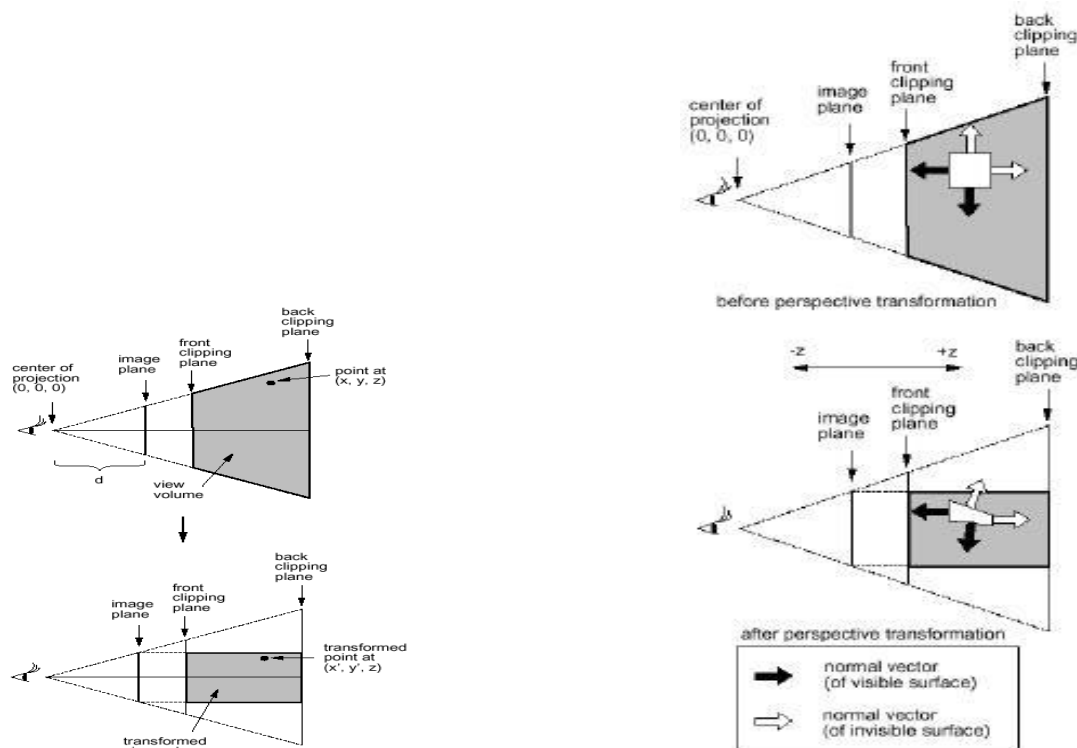 back
clipping
plane
front
clipping
plane
image
plane
center of
projection
(0, 0, 0)
point at
(x, y, z)
d
view
volume
back
clipping
plane
front
clipping
plane
image
plane
transformed
point at
(x', y', z)
transformed
back
clipping
plane
front
clipping
plane
image
plane
center of
projection
(0, 0, 0)
before perspective transformation
-z
+z
back
clipping
plane
front
clipping
plane
image
plane
after perspective transformation
normal vector
(of visible surface)
normal vector
(of invisible surface)